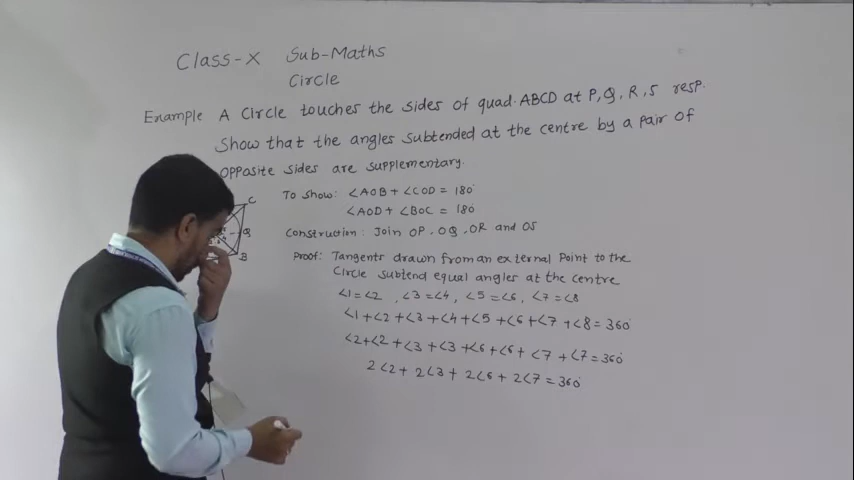 Class-X Sub-Maths
Circle
Example A circle touches the sides of quad. ABCD at P, Q, R, S resp.
Show that the angles subtended at the centre by a pair of
opposite sides are supplementary.
To show: ∠AOB + ∠COD = 180°
∠AOD + ∠BOC = 180°
C
Q
B
Construction: Join OP, OQ, OR and OS
Proof: Tangents drawn from an external point to the
circle subtend equal angles at the centre
∠1 = ∠2 , ∠3 = ∠4, ∠5 = ∠6, ∠7 = ∠8
∠1 + ∠2 + ∠3 + ∠4 + ∠5 + ∠6 + ∠7 + ∠8 = 360°
∠2 + ∠2 + ∠3 + ∠3 + ∠6 + ∠6 + ∠7 + ∠7 = 360°
2∠2 + 2∠3 + 2∠6 + 2∠7 = 360°